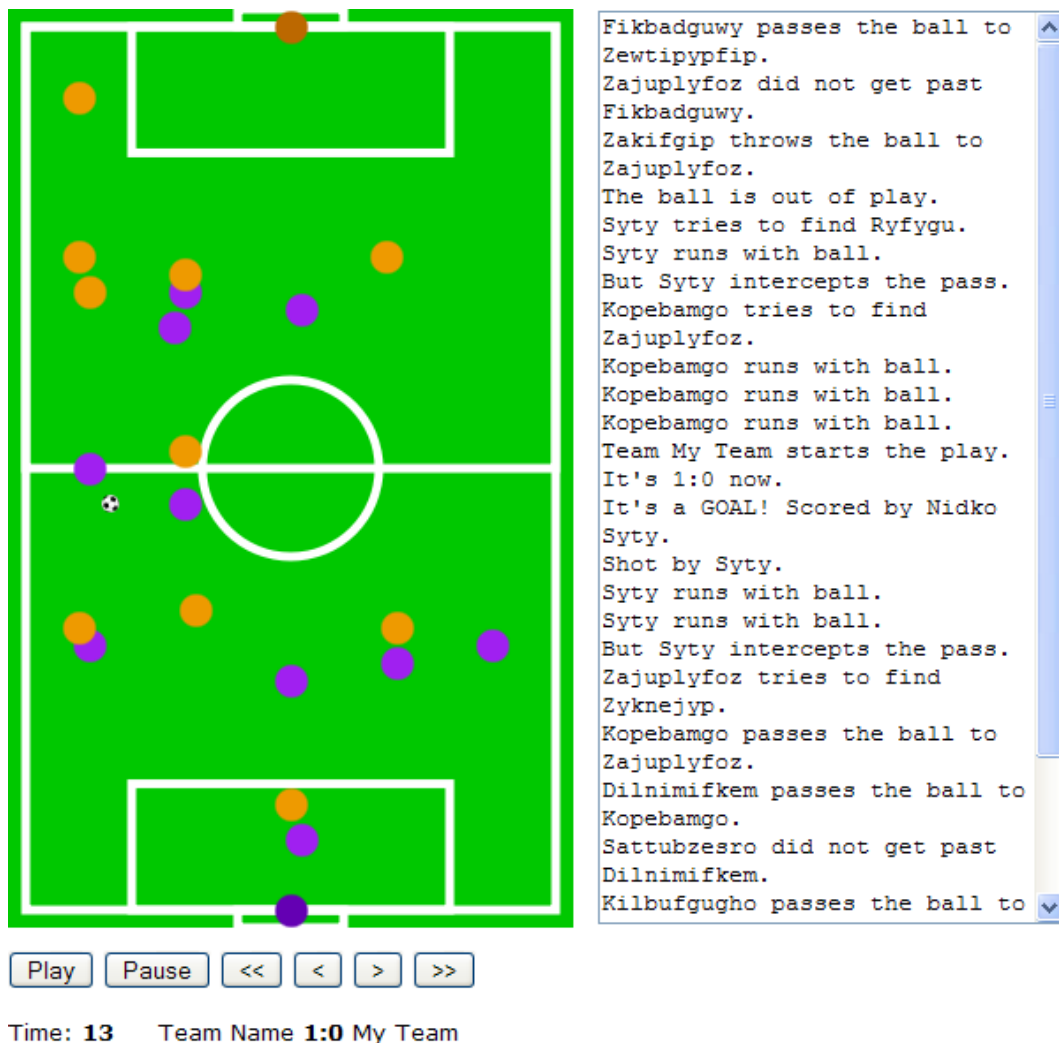 Fikbadguwy passes the ball to
Zewtipypfip.
Zajuplyfoz did not get past
Fikbadguwy.
Zakifgip throws the ball to
Zajuplyfoz.
The ball is out of play.
Syty tries to find Ryfygu.
Syty runs with ball.
But Syty intercepts the pass.
Kopebamgo tries to find
Zajuplyfoz.
Kopebamgo runs with ball.
Kopebamgo runs with ball.
Kopebamgo runs with ball.
Team My Team starts the play.
It's 1:0 now.
It's a GOAL! Scored by Nidko
Syty.
Shot by Syty.
Syty runs with ball.
Syty runs with ball.
But Syty intercepts the pass.
Zajuplyfoz tries to find
Zyknejyp.
Kopebamgo passes the ball to
Zajuplyfoz.
Dilnimifkem passes the ball to
Kopebamgo.
Sattubzesro did not get past
Dilnimifkem.
Kilbufgugho passes the ball to
Play Pause << < > >>
Time: 13 Team Name 1:0 My Team